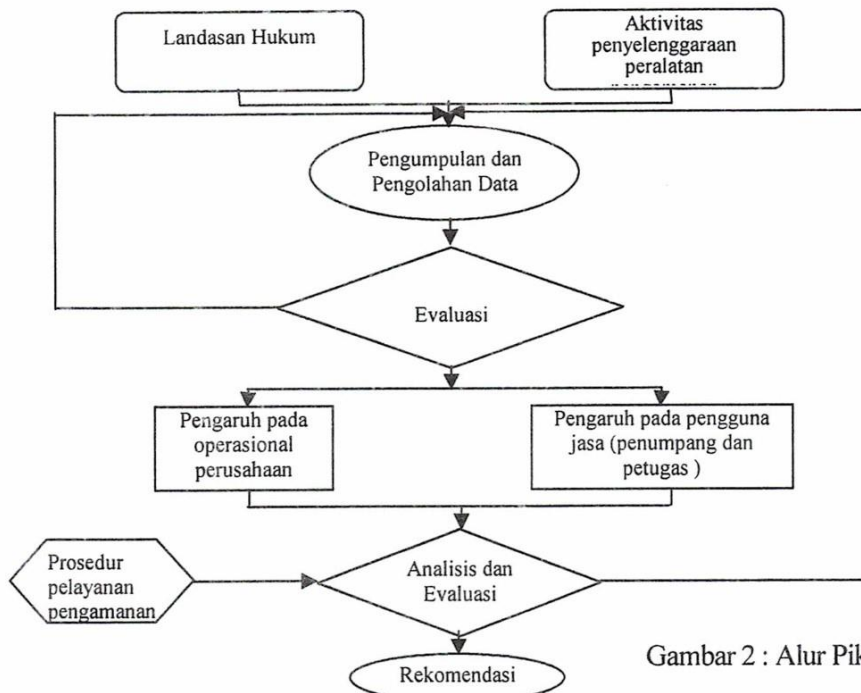 Landasan Hukum
Aktivitas
penyelenggaraan
peralatan
Pengumpulan dan
Pengolahan Data
Evaluasi
Pengaruh pada
operasional
perusahaan
Pengaruh pada pengguna
jasa (penumpang dan
petugas )
Prosedur
pelayanan
pengamanan
Analisis dan
Evaluasi
Rekomendasi
Gambar 2 : Alur Pik